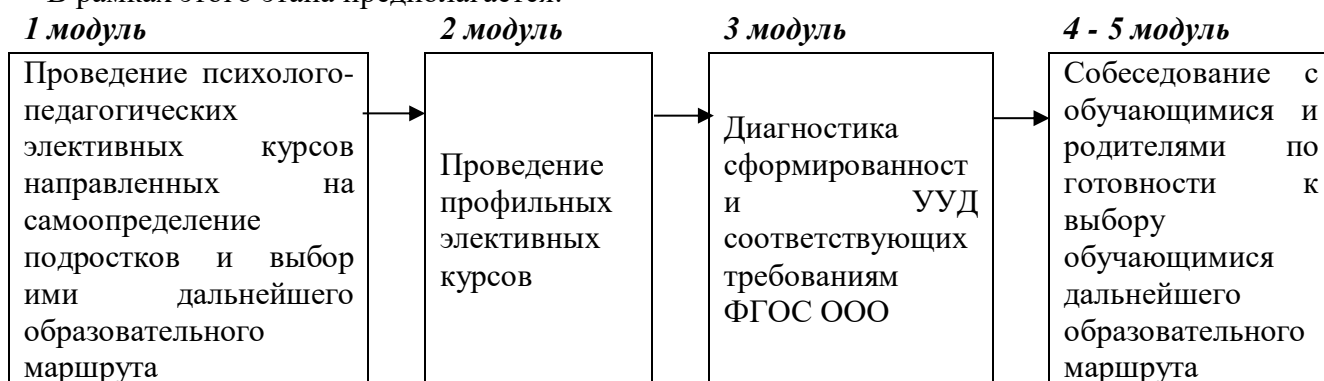 В рамках этого этапа предполагается:
1 модуль
Проведение психолого-
педагогических
элективных курсов
направленных на
самоопределение
подростков и выбор
ими дальнейшего
образовательного
маршрута
2 модуль
Проведение
профильных
элективных
курсов
3 модуль
Диагностика
сформированност
и УУД
соответствующих
требованиям
ФГОС ООО
4 - 5 модуль
Собеседование с
обучающимися и
родителями по
готовности к
выбору
обучающимися
дальнейшего
образовательного
маршрута